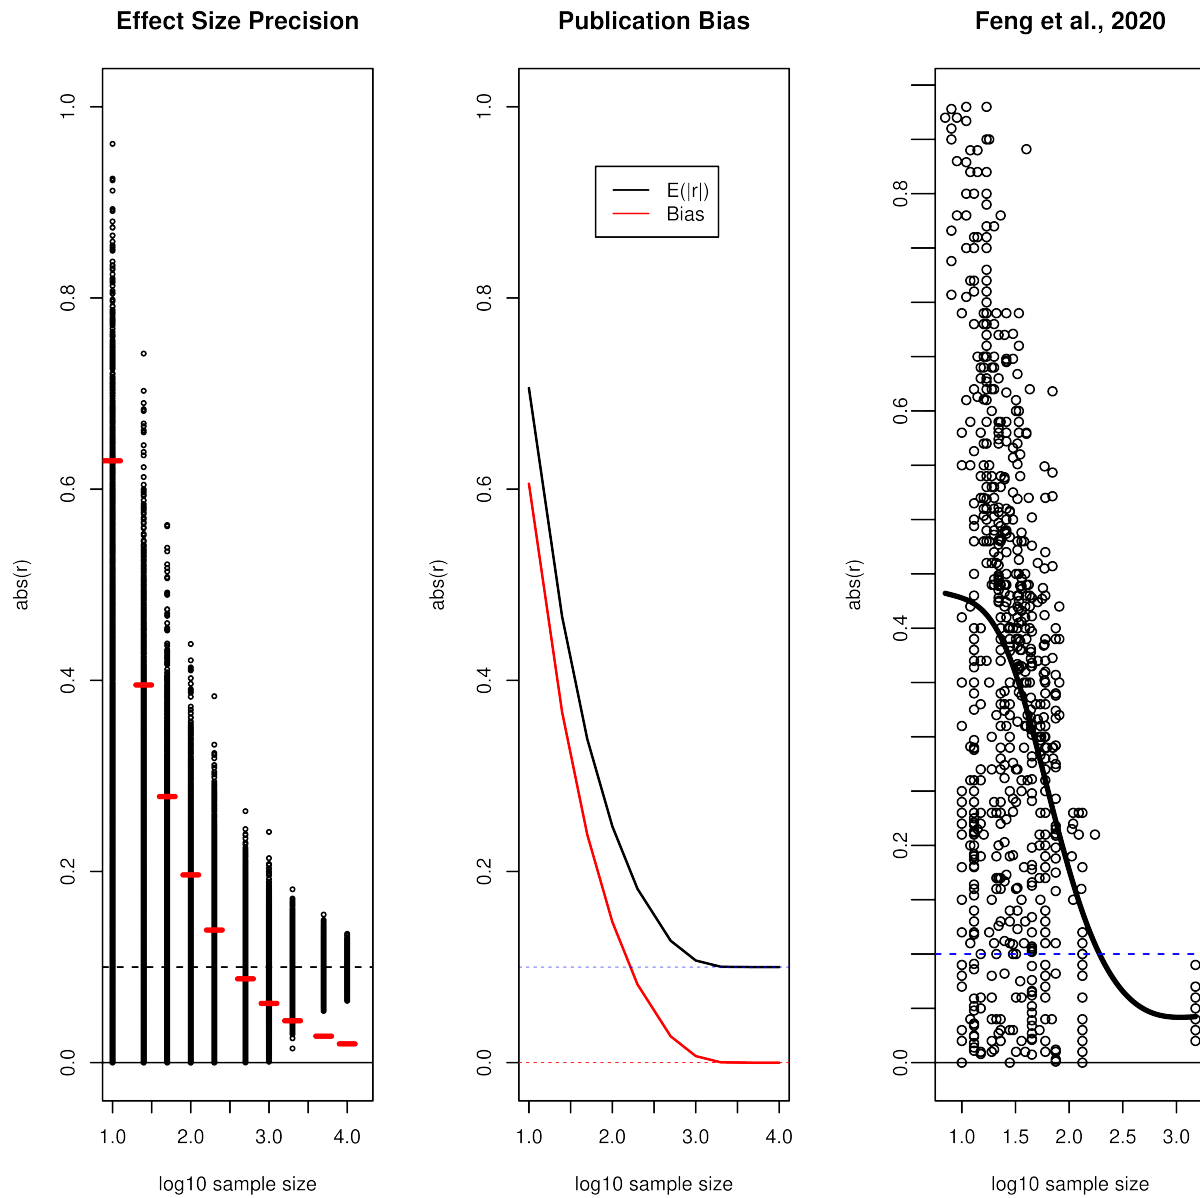 Effect Size Precision
abs(r)
1.0
0.8
0.6
0.4
0.2
0.0
1.0 2.0 3.0 4.0
log10 sample size
Publication Bias
abs(r)
1.0
0.8
0.6
0.4
0.2
0.0
E(|r|)
Bias
1.0 2.0 3.0 4.0
log10 sample size
Feng et al., 2020
abs(r)
0.8
0.6
0.4
0.2
0.0
1.0 1.5 2.0 2.5 3.0
log10 sample size